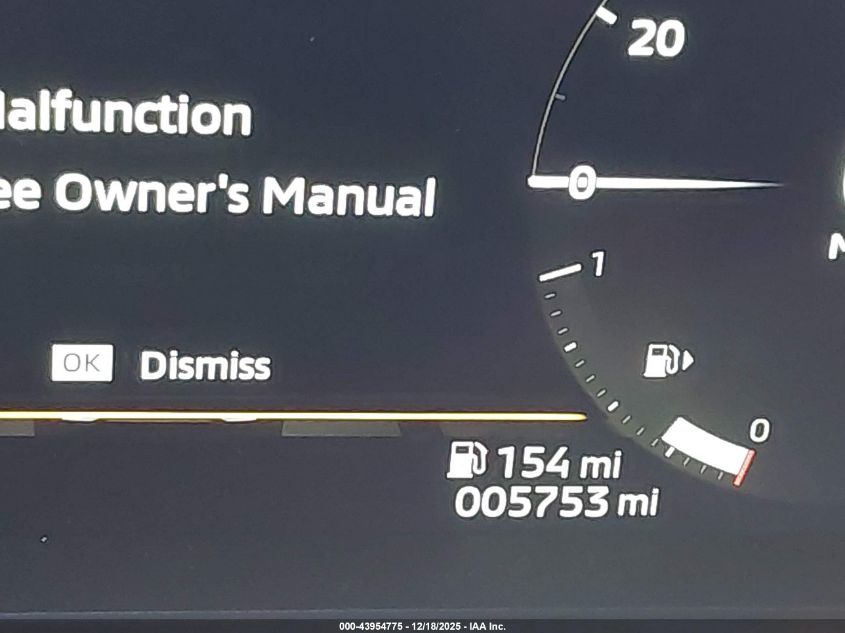 20
alfunction
0
ee Owner's Manual
1
OK Dismiss
0
154 mi
005753 mi
000-43954775 - 12/18/2025 - IAA Inc.